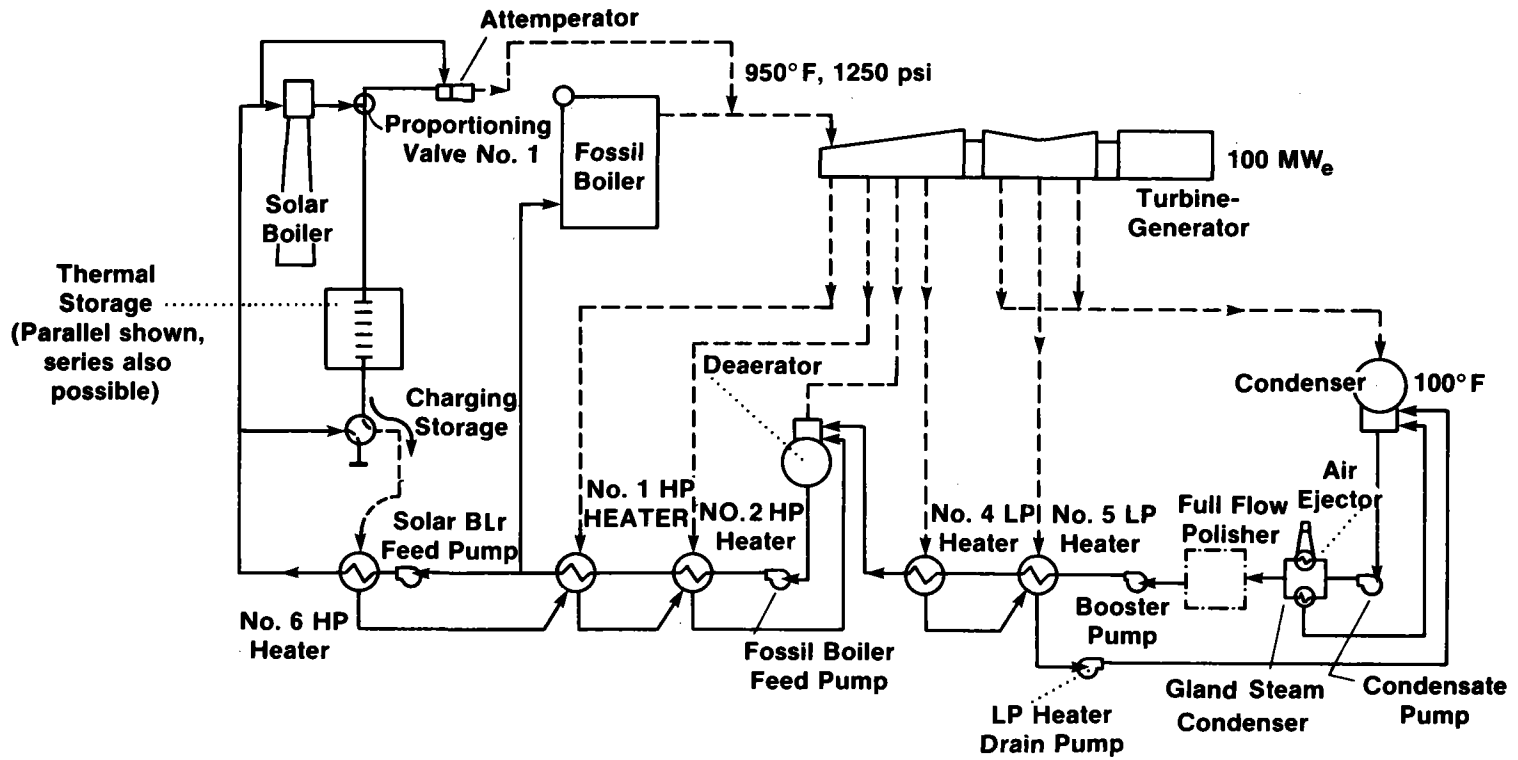 Attemperator
950°F, 1250 psi
Proportioning
Valve No. 1
Fossil
Boiler
100 MWe
Turbine-
Generator
Solar
Boiler
Thermal
Storage
(Parallel shown,
series also
possible)
Charging
Storage
Deaerator
Condenser
100°F
No. 1 HP
HEATER
NO. 2 HP
Heater
No. 4 LP
Heater
No. 5 LP
Heater
Full Flow
Polisher
Air
Ejector
Solar BLr
Feed Pump
No. 6 HP
Heater
Fossil Boiler
Feed Pump
Booster
Pump
LP Heater
Drain Pump
Gland Steam
Condenser
Condensate
Pump